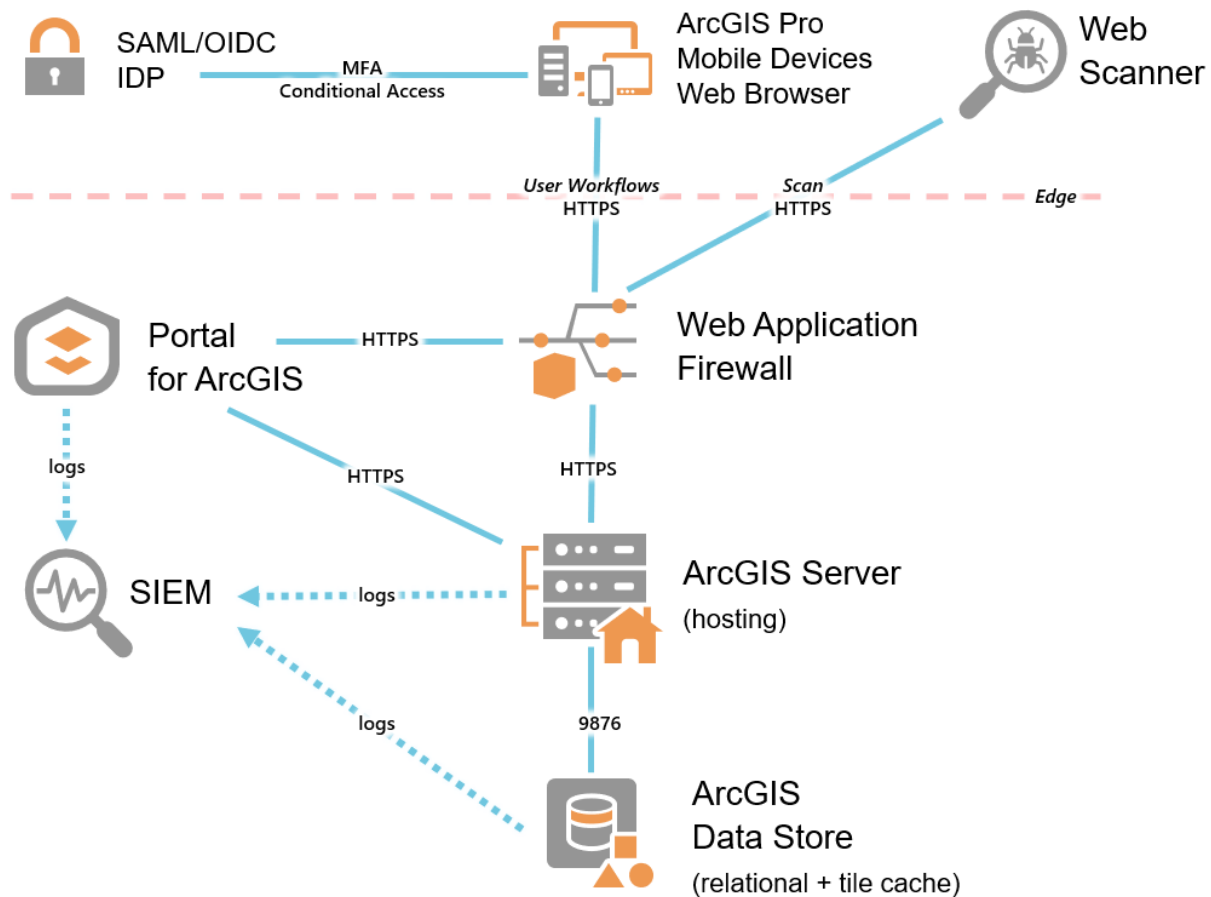 SAML/OIDC
IDP
MFA
Conditional Access
ArcGIS Pro
Mobile Devices
Web Browser
Web
Scanner
User Workflows
HTTPS
Scan
HTTPS
Edge
Portal
for ArcGIS
HTTPS
Web Application
Firewall
logs
HTTPS
HTTPS
SIEM
logs
ArcGIS Server
(hosting)
logs
9876
ArcGIS
Data Store
(relational + tile cache)